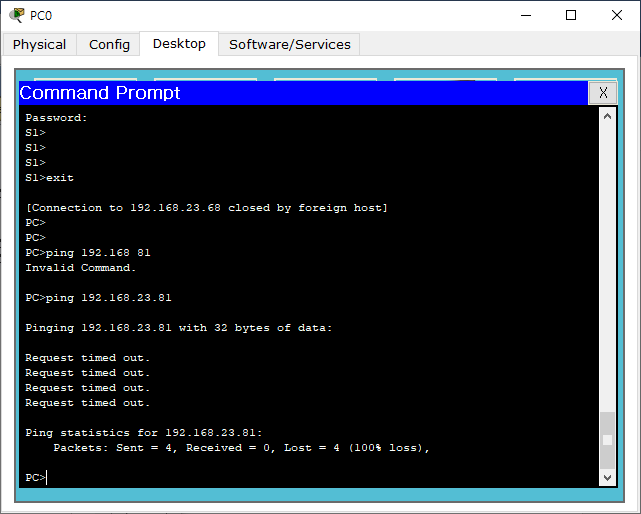 PC0
Physical Config Desktop Software/Services
Command Prompt X
Password:
S1>
S1>
S1>
S1>exit
[Connection to 192.168.23.68 closed by foreign host]
PC>
PC>
PC>ping 192.168 81
Invalid Command.
PC>ping 192.168.23.81
Pinging 192.168.23.81 with 32 bytes of data:
Request timed out.
Request timed out.
Request timed out.
Request timed out.
Ping statistics for 192.168.23.81:
Packets: Sent = 4, Received = 0, Lost = 4 (100% loss),
PC>